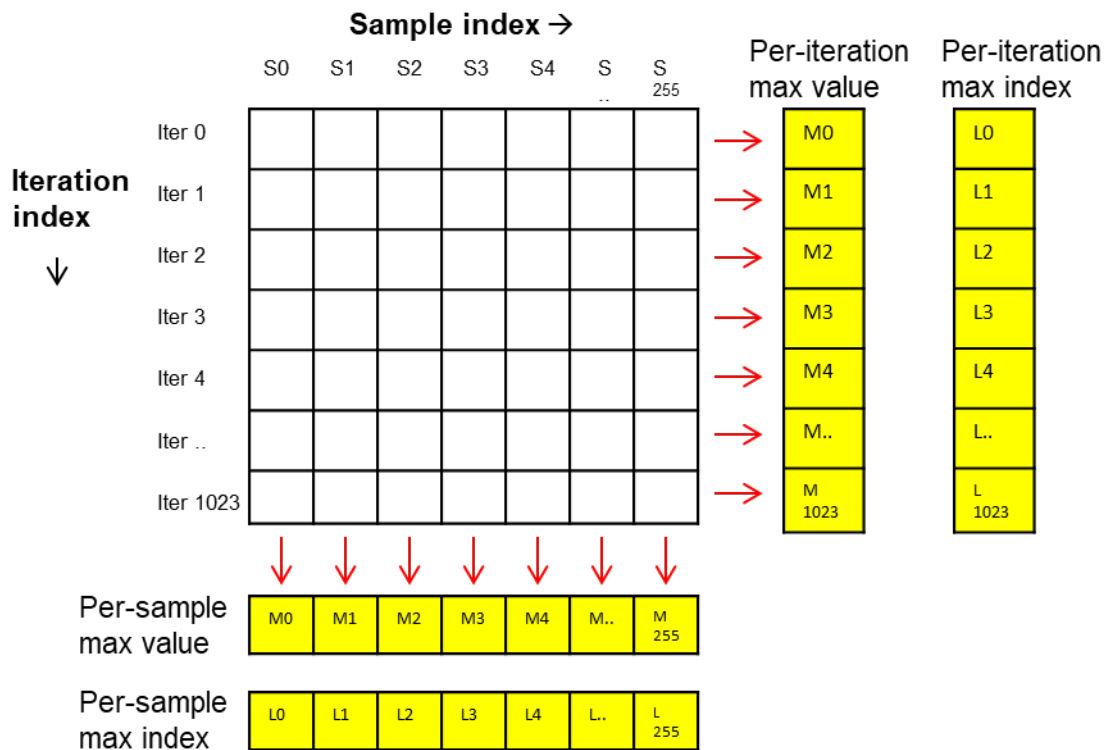 Sample index →
S0 S1 S2 S3 S4 S .. S 255
Per-iteration
max value
Per-iteration
max index
Iteration
index
↓
Iter 0
M0
L0
Iter 1
M1
L1
Iter 2
M2
L2
Iter 3
M3
L3
Iter 4
M4
L4
Iter ..
M..
L..
Iter 1023
M
1023
L
1023
Per-sample
max value
M0 M1 M2 M3 M4 M.. M 255
Per-sample
max index
L0 L1 L2 L3 L4 L.. L 255